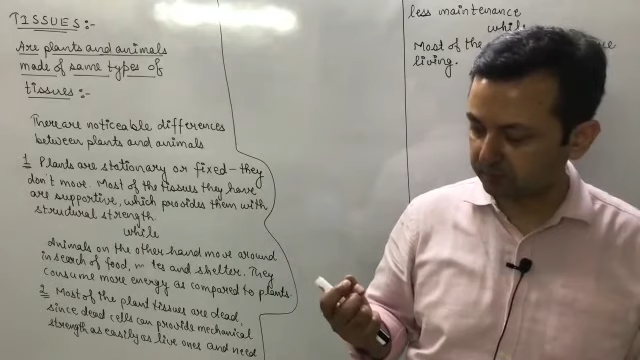 TISSUES:-
Are plants and animals
made of same types of
tissues:-
There are noticeable differences
between plants and animals
1 Plants are stationary or fixed - they
don't move. Most of the tissues they have
are supportive, which provides them with
structural strength.
while
Animals on the other hand move around
in search of food, m tes and shelter. They
consume more energy as compared to plants.
2 Most of the plant tissues are dead,
since dead cells can provide mechanical
strength as easily as live ones and need
less maintenance
while
Most of the
living.